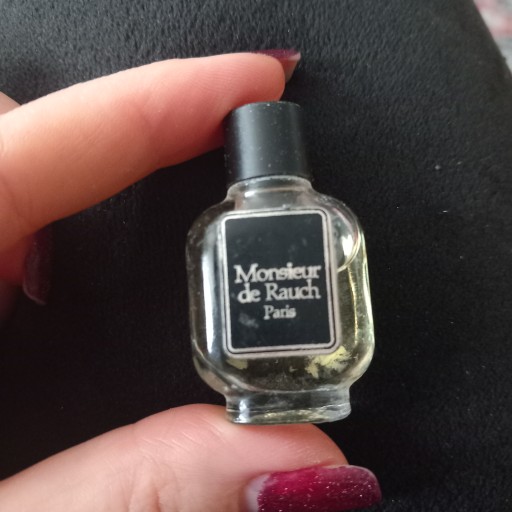 Monsieur
de Rauch
Paris